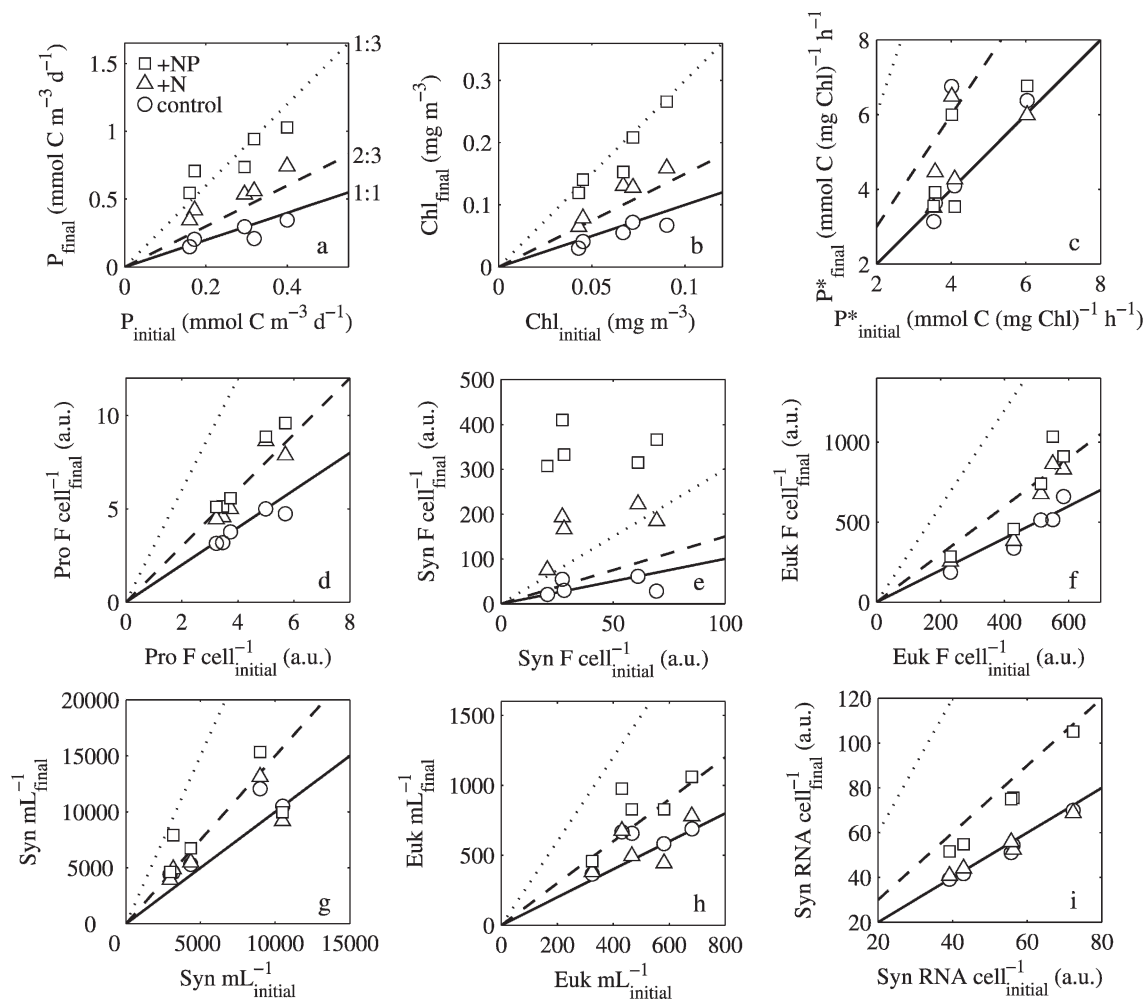 P_final (mmol C m⁻³ d⁻¹)
1.5
1
0.5
0
□ +NP
△ +N
○ control
1:3
2:3
1:1
a
0 0.2 0.4
P_initial (mmol C m⁻³ d⁻¹)
Chl_final (mg m⁻³)
0.3
0.2
0.1
0
b
0 0.05 0.1
Chl_initial (mg m⁻³)
P*_final (mmol C (mg Chl)⁻¹ h⁻¹
8
6
4
2
c
2 4 6 8
P*_initial (mmol C (mg Chl)⁻¹ h⁻¹)
Pro F cell⁻¹_final (a.u.)
10
5
0
d
0 2 4 6 8
Pro F cell⁻¹_initial (a.u.)
Syn F cell⁻¹_final (a.u.)
500
400
300
200
100
0
e
0 50 100
Syn F cell⁻¹_initial (a.u.)
Euk F cell⁻¹_final (a.u.)
1000
500
0
f
0 200 400 600
Euk F cell⁻¹_initial (a.u.)
Syn mL⁻¹_final
20000
15000
10000
5000
0
g
0 5000 10000 15000
Syn mL⁻¹_initial
Euk mL⁻¹_final
1500
1000
500
0
h
0 200 400 600 800
Euk mL⁻¹_initial
Syn RNA cell⁻¹_final (a.u.)
120
100
80
60
40
20
i
20 40 60 80
Syn RNA cell⁻¹_initial (a.u.)